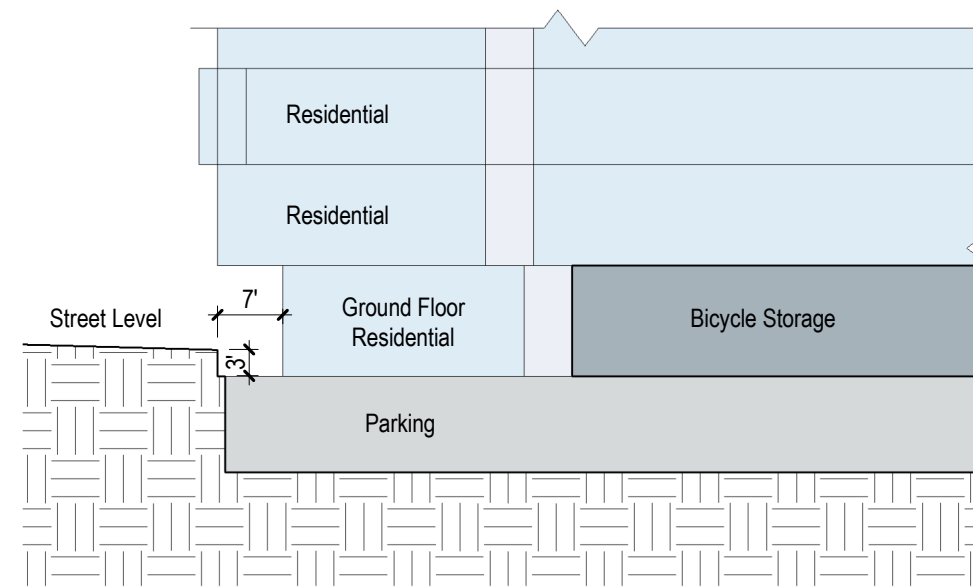 Residential
Residential
7'
Street Level
Ground Floor
Residential
Bicycle Storage
3'
Parking